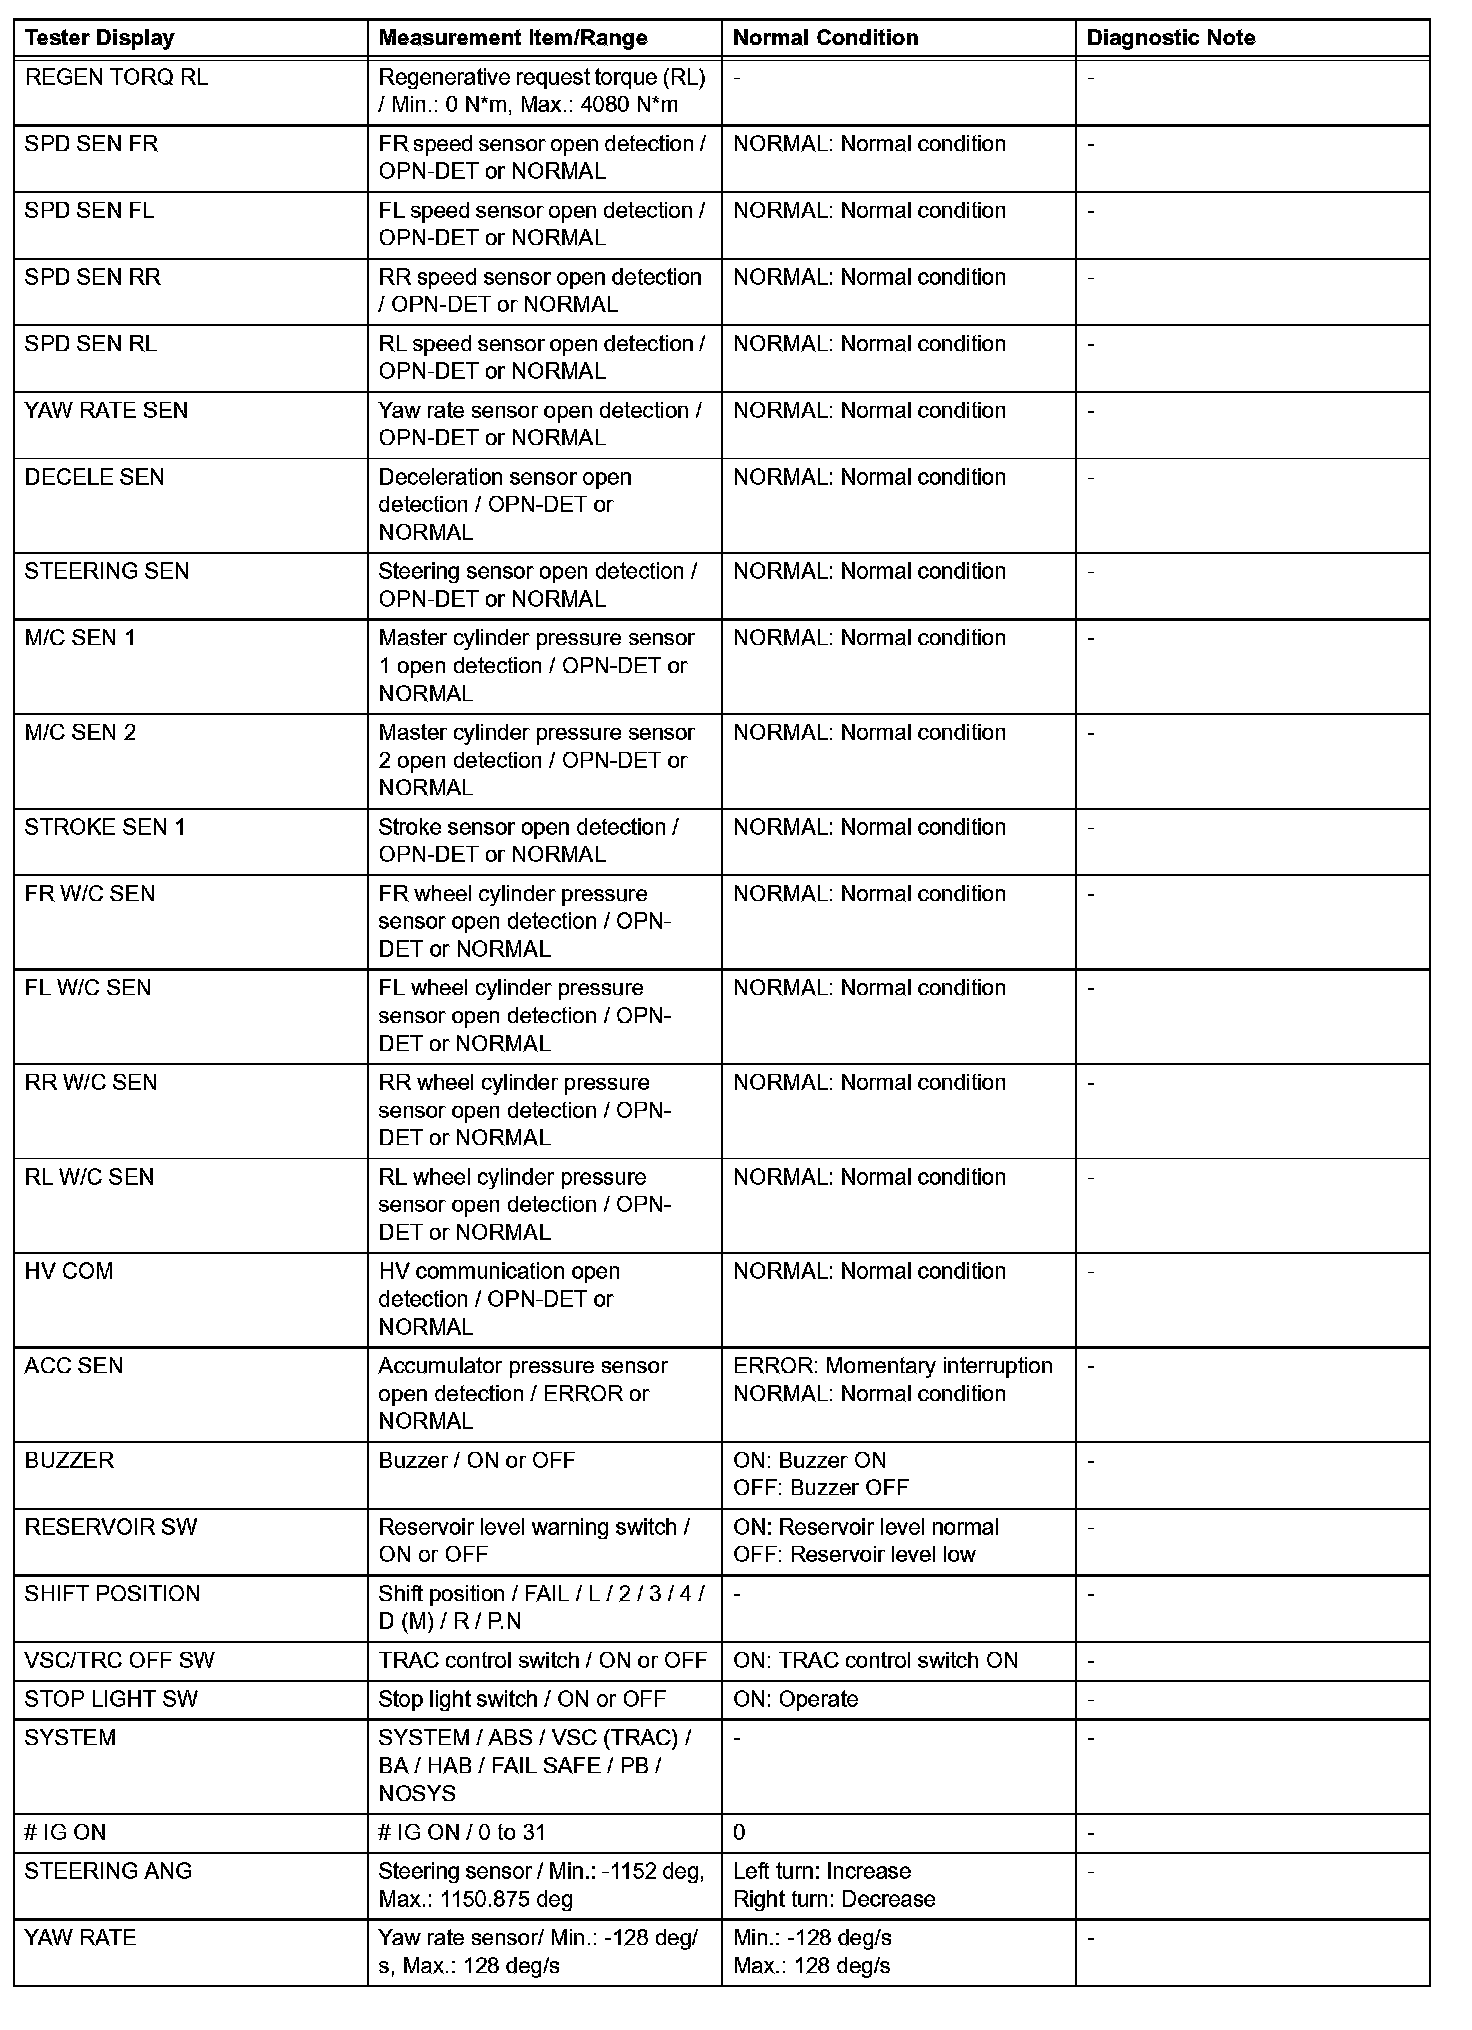 Tester Display Measurement Item/Range Normal Condition Diagnostic Note
REGEN TORQ RL Regenerative request torque (RL) - -
/ Min.: 0 N*m, Max.: 4080 N*m
SPD SEN FR FR speed sensor open detection / NORMAL: Normal condition -
OPN-DET or NORMAL
SPD SEN FL FL speed sensor open detection / NORMAL: Normal condition -
OPN-DET or NORMAL
SPD SEN RR RR speed sensor open detection NORMAL: Normal condition -
/ OPN-DET or NORMAL
SPD SEN RL RL speed sensor open detection / NORMAL: Normal condition -
OPN-DET or NORMAL
YAW RATE SEN Yaw rate sensor open detection / NORMAL: Normal condition -
OPN-DET or NORMAL
DECELE SEN Deceleration sensor open NORMAL: Normal condition -
detection / OPN-DET or
NORMAL
STEERING SEN Steering sensor open detection / NORMAL: Normal condition -
OPN-DET or NORMAL
M/C SEN 1 Master cylinder pressure sensor NORMAL: Normal condition -
1 open detection / OPN-DET or
NORMAL
M/C SEN 2 Master cylinder pressure sensor NORMAL: Normal condition -
2 open detection / OPN-DET or
NORMAL
STROKE SEN 1 Stroke sensor open detection / NORMAL: Normal condition -
OPN-DET or NORMAL
FR W/C SEN FR wheel cylinder pressure NORMAL: Normal condition -
sensor open detection / OPN-
DET or NORMAL
FL W/C SEN FL wheel cylinder pressure NORMAL: Normal condition -
sensor open detection / OPN-
DET or NORMAL
RR W/C SEN RR wheel cylinder pressure NORMAL: Normal condition -
sensor open detection / OPN-
DET or NORMAL
RL W/C SEN RL wheel cylinder pressure NORMAL: Normal condition -
sensor open detection / OPN-
DET or NORMAL
HV COM HV communication open NORMAL: Normal condition -
detection / OPN-DET or
NORMAL
ACC SEN Accumulator pressure sensor ERROR: Momentary interruption -
open detection / ERROR or NORMAL: Normal condition
NORMAL
BUZZER Buzzer / ON or OFF ON: Buzzer ON -
OFF: Buzzer OFF
RESERVOIR SW Reservoir level warning switch / ON: Reservoir level normal -
ON or OFF OFF: Reservoir level low
SHIFT POSITION Shift position / FAIL / L / 2 / 3 / 4 / - -
D (M) / R / P.N
VSC/TRC OFF SW TRAC control switch / ON or OFF ON: TRAC control switch ON -
STOP LIGHT SW Stop light switch / ON or OFF ON: Operate -
SYSTEM SYSTEM / ABS / VSC (TRAC) / - -
BA / HAB / FAIL SAFE / PB /
NOSYS
# IG ON # IG ON / 0 to 31 0 -
STEERING ANG Steering sensor / Min.: -1152 deg, Left turn: Increase -
Max.: 1150.875 deg Right turn: Decrease
YAW RATE Yaw rate sensor/ Min.: -128 deg/ Min.: -128 deg/s -
s, Max.: 128 deg/s Max.: 128 deg/s